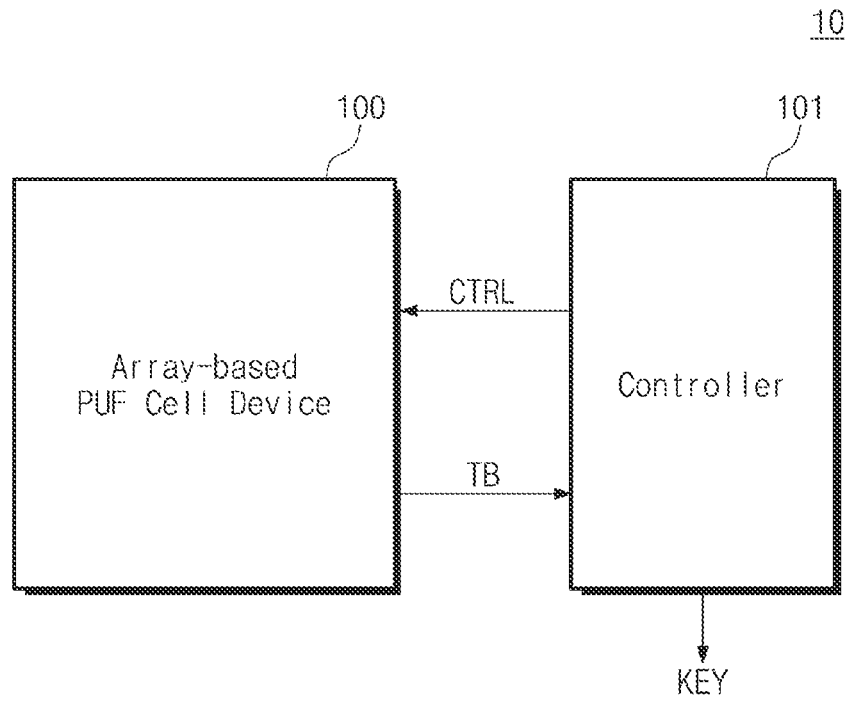 10
100
101
CTRL
Array-based
PUF Cell Device
Controller
TB
KEY